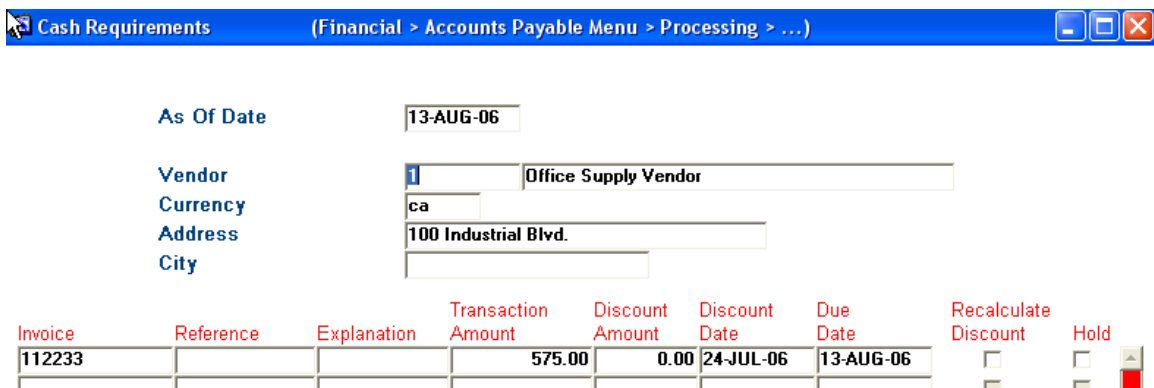 Cash Requirements (Financial > Accounts Payable Menu > Processing > ...)
As Of Date 13-AUG-06
Vendor 1 Office Supply Vendor
Currency ca
Address 100 Industrial Blvd.
City
Transaction Discount Discount Due Recalculate
Invoice Reference Explanation Amount Amount Date Date Discount Hold
112233 575.00 0.00 24-JUL-06 13-AUG-06